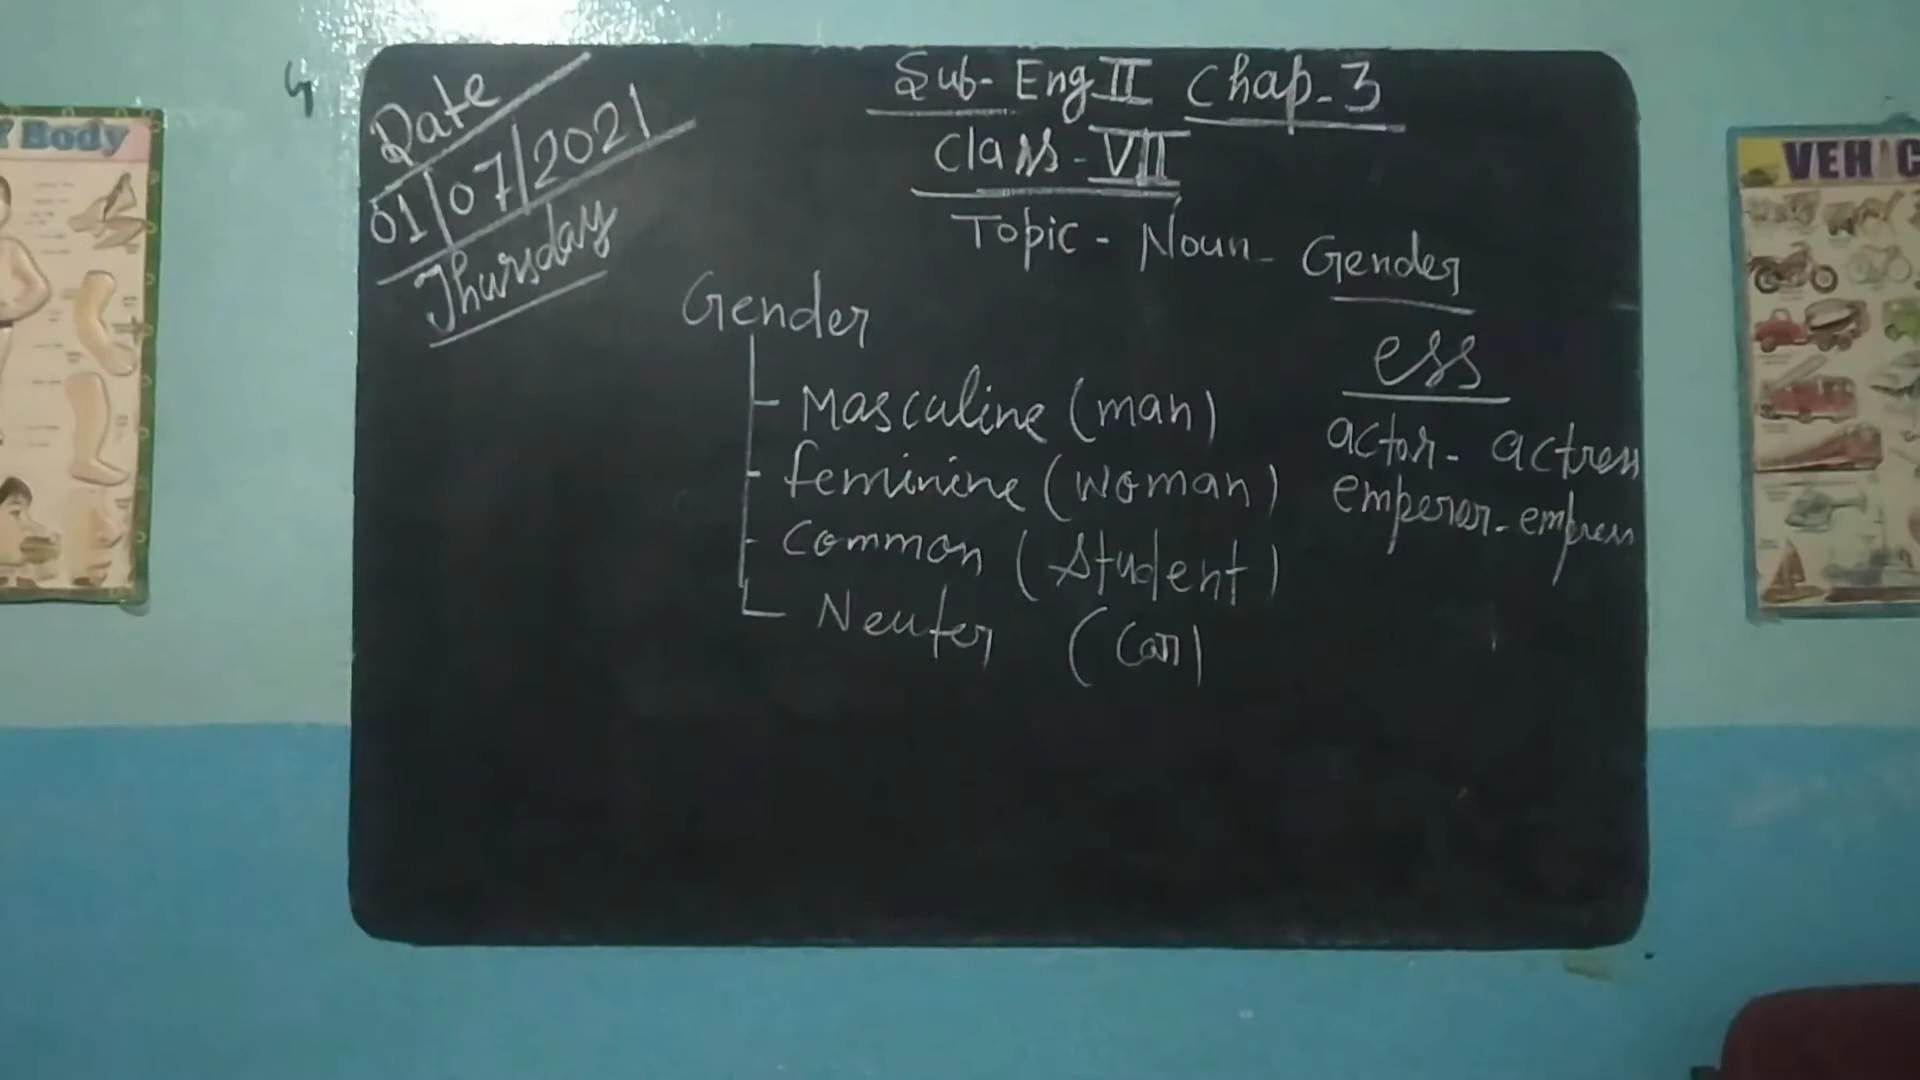 Date
01/07/2021
Thursday
Sub- Eng II Chap-3
Class - VII
Topic - Noun - Gender
Gender
Masculine (man)
feminine (woman)
Common (Student)
Neuter (Car)
ess
actor - actress
emperor - empress
Body
VEHIC